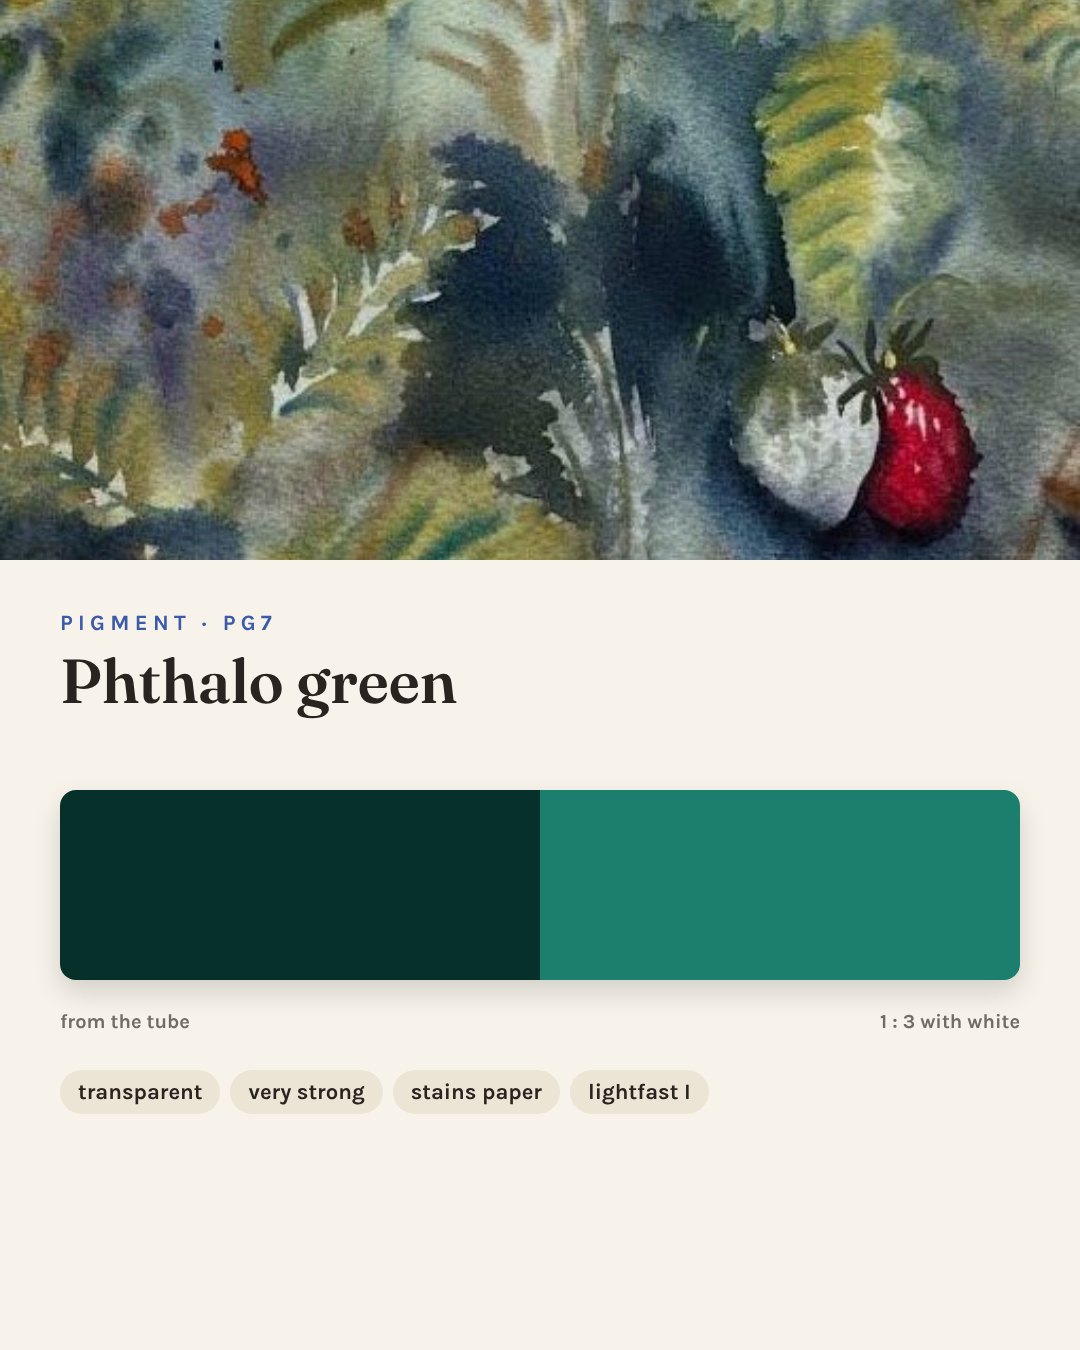 PIGMENT · PG7
Phthalo green
from the tube
1 : 3 with white
transparent
very strong
stains paper
lightfast I